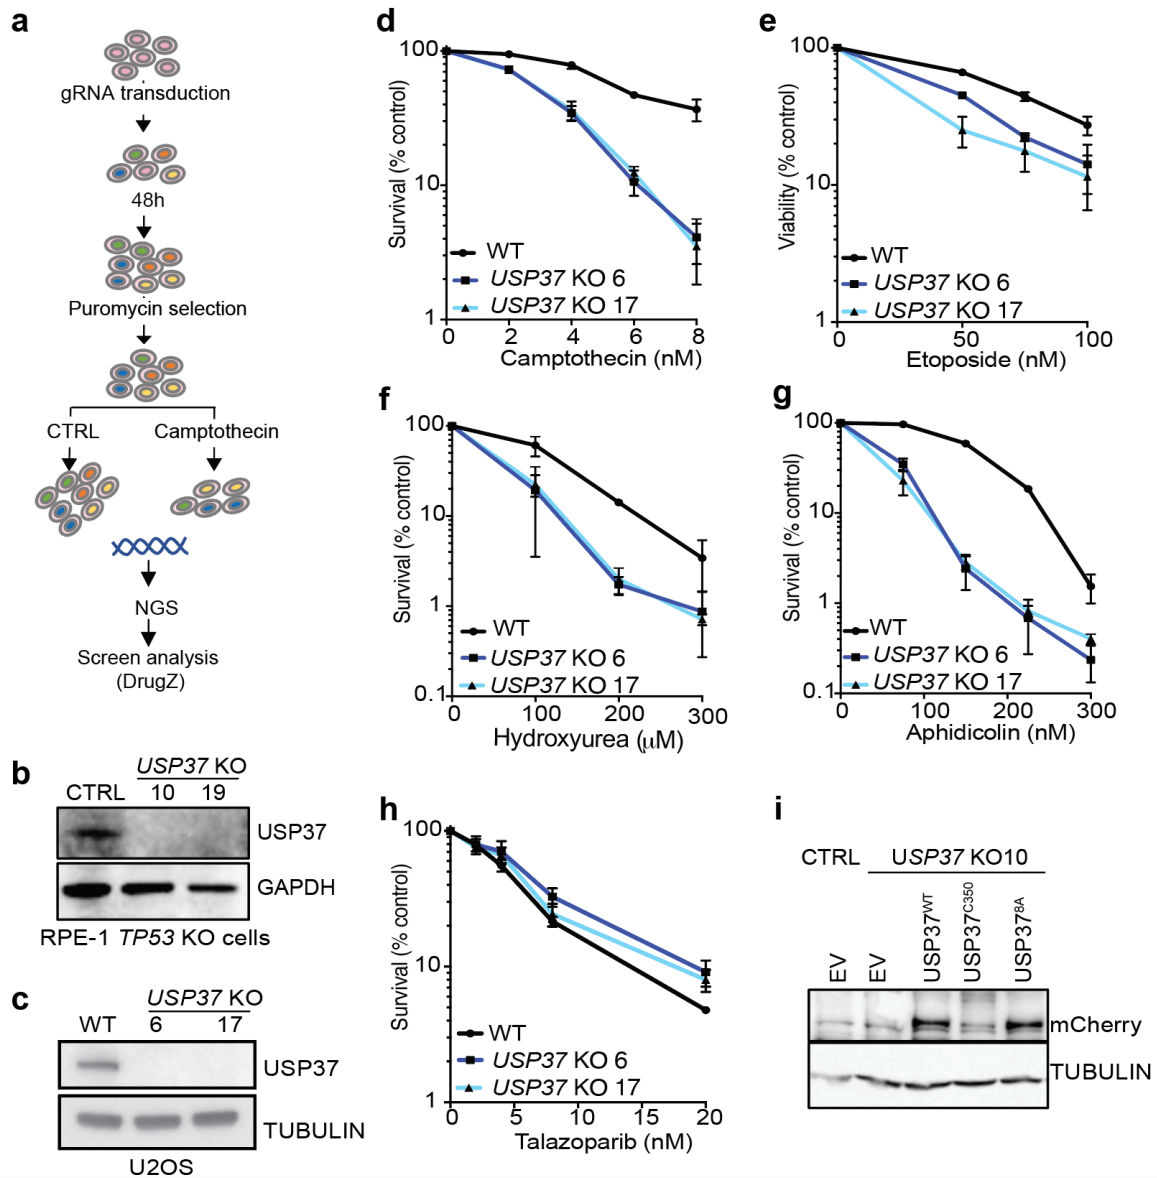 a
gRNA transduction
48h
Puromycin selection
CTRL Camptothecin
NGS
Screen analysis
(DrugZ)
b
USP37 KO
CTRL 10 19
USP37
GAPDH
RPE-1 TP53 KO cells
c
USP37 KO
WT 6 17
USP37
TUBULIN
U2OS
d
Survival (% control)
100
10
1
WT
USP37 KO 6
USP37 KO 17
0 2 4 6 8
Camptothecin (nM)
e
Viability (% control)
100
10
1
WT
USP37 KO 6
USP37 KO 17
0 50 100
Etoposide (nM)
f
Survival (% control)
100
10
1
0.1
WT
USP37 KO 6
USP37 KO 17
0 100 200 300
Hydroxyurea (μM)
g
Survival (% control)
100
10
1
0.1
WT
USP37 KO 6
USP37 KO 17
0 100 200 300
Aphidicolin (nM)
h
Survival (% control)
100
10
1
WT
USP37 KO 6
USP37 KO 17
0 5 10 15 20
Talazoparib (nM)
i
CTRL USP37 KO10
EV EV USP37WT USP37C350 USP378A
mCherry
TUBULIN